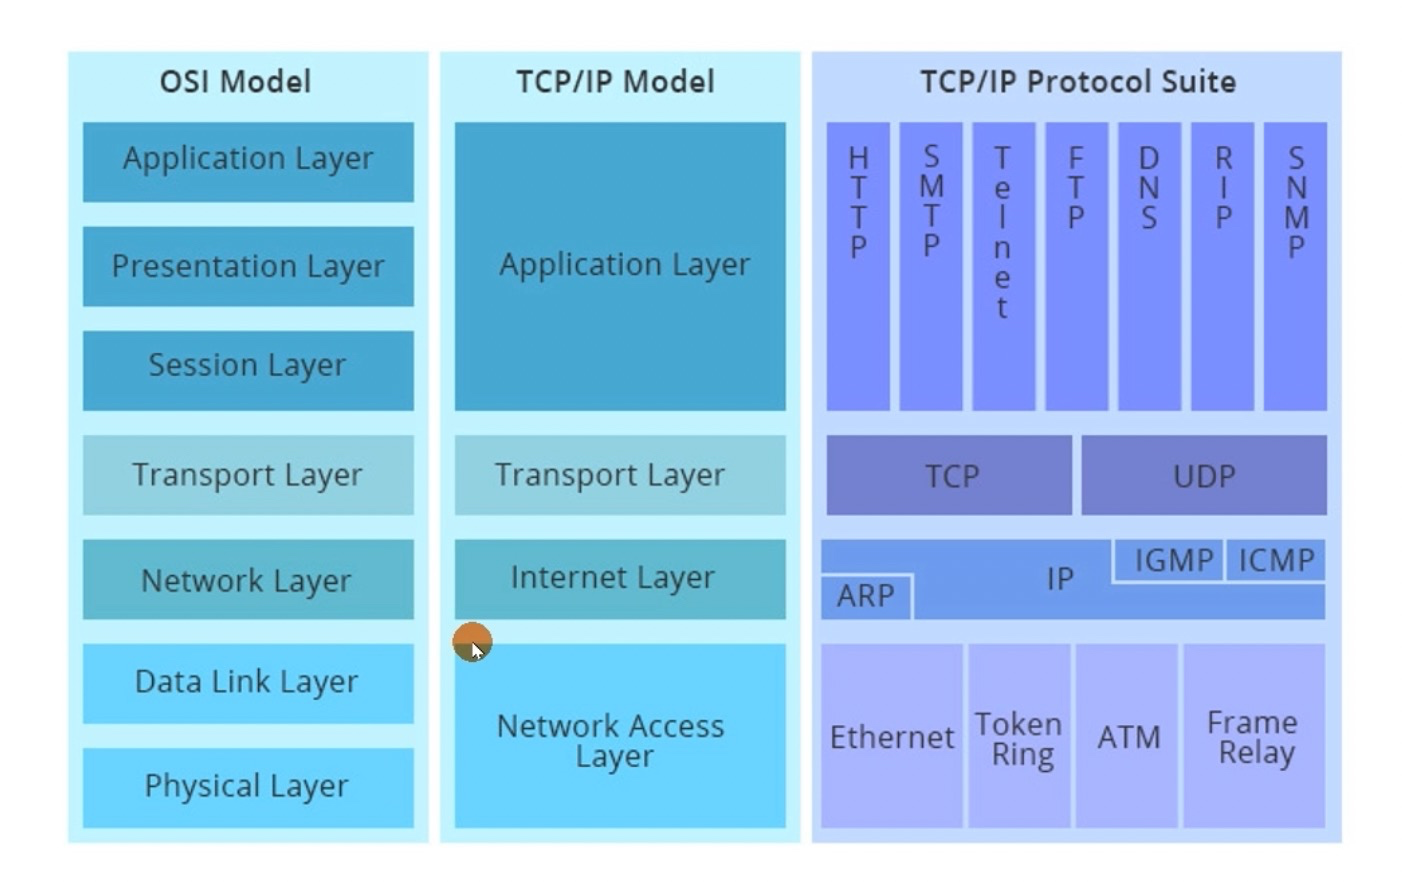 OSI Model
Application Layer
Presentation Layer
Session Layer
Transport Layer
Network Layer
Data Link Layer
Physical Layer
TCP/IP Model
Application Layer
Transport Layer
Internet Layer
Network Access
Layer
TCP/IP Protocol Suite
HTTP
SMTP
Telnet
FTP
DNS
RIP
SNMP
TCP
UDP
IP
IGMP
ICMP
ARP
Ethernet
Token
Ring
ATM
Frame
Relay